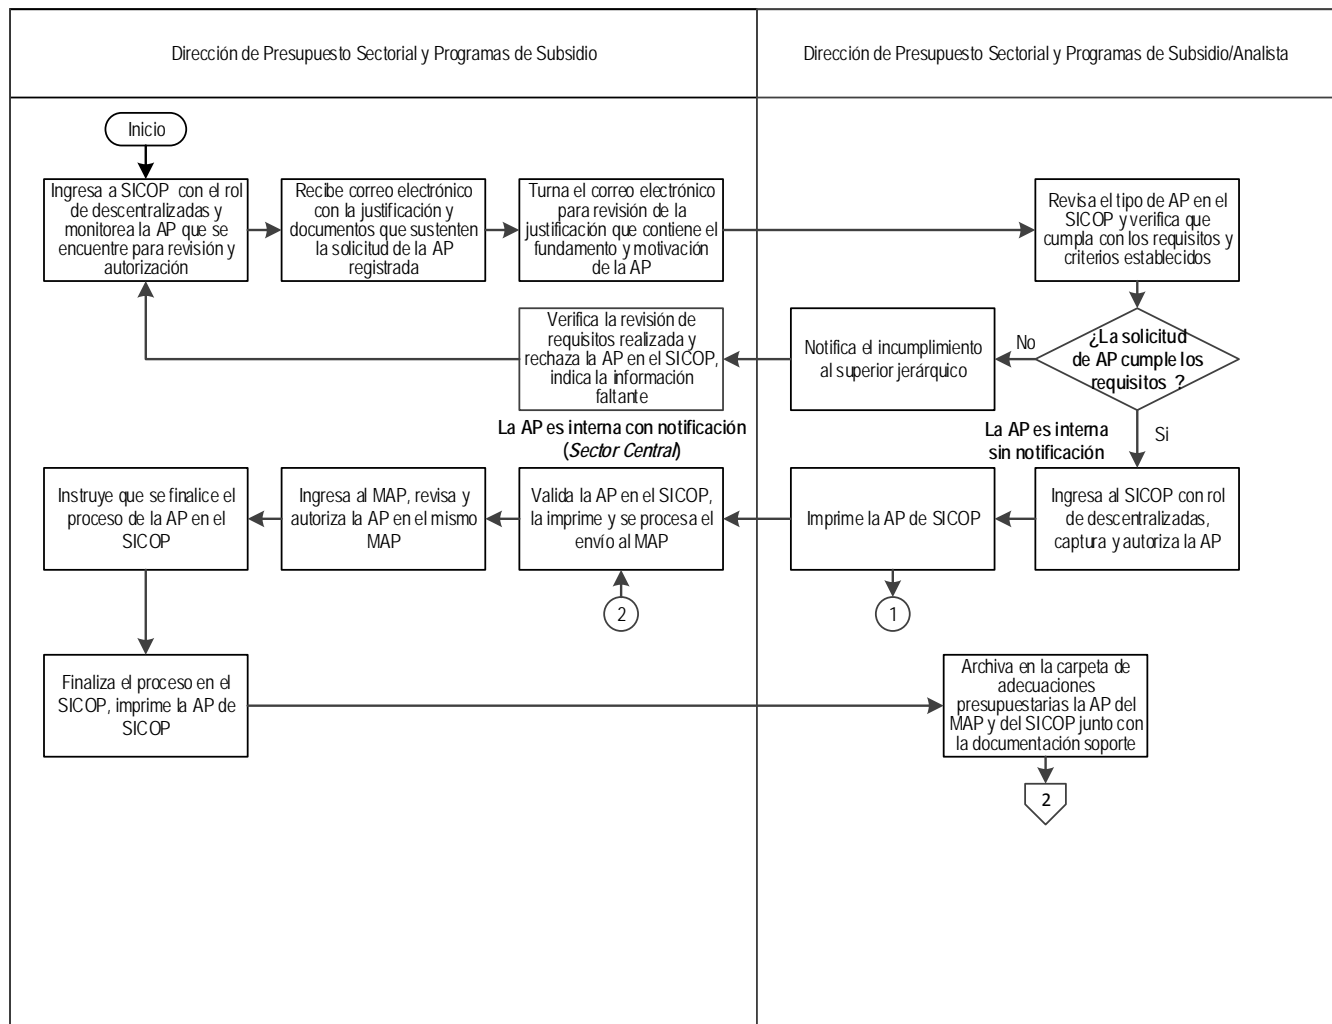 Dirección de Presupuesto Sectorial y Programas de Subsidio
Dirección de Presupuesto Sectorial y Programas de Subsidio/Analista
Inicio
Ingresa a SICOP con el rol
de descentralizadas y
monitorea la AP que se
encuentre para revisión y
autorización
Recibe correo electrónico
con la justificación y
documentos que sustenten
la solicitud de la AP
registrada
Turna el correo electrónico
para revisión de la
justificación que contiene el
fundamento y motivación
de la AP
Revisa el tipo de AP en el
SICOP y verifica que
cumpla con los requisitos y
criterios establecidos
Verifica la revisión de
requisitos realizada y
rechaza la AP en el SICOP,
indica la información
faltante
Notifica el incumplimiento
al superior jerárquico
No
¿La solicitud
de AP cumple los
requisitos ?
Si
La AP es interna con notificación
(Sector Central)
La AP es interna
sin notificación
Instruye que se finalice el
proceso de la AP en el
SICOP
Ingresa al MAP, revisa y
autoriza la AP en el mismo
MAP
Valida la AP en el SICOP,
la imprime y se procesa el
envío al MAP
Imprime la AP de SICOP
Ingresa al SICOP con rol
de descentralizadas,
captura y autoriza la AP
2
1
Finaliza el proceso en el
SICOP, imprime la AP de
SICOP
Archiva en la carpeta de
adecuaciones
presupuestarias la AP del
MAP y del SICOP junto con
la documentación soporte
2